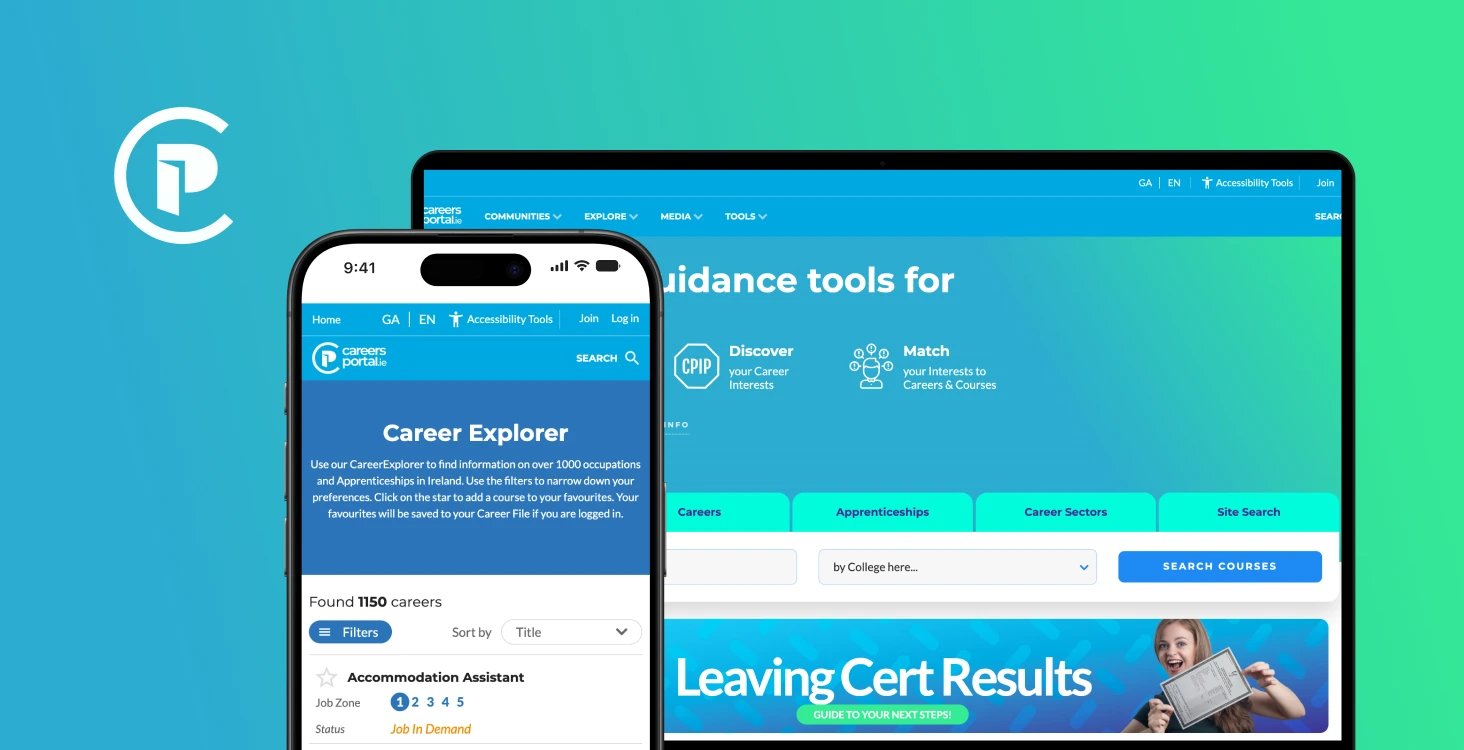 GA | EN Accessibility Tools Join
careers
portal.ie
COMMUNITIES EXPLORE MEDIA TOOLS
tools for
Discover
your Career
Interests
CPIP
Match
your Interests to
Careers & Courses
Careers
Apprenticeships
Career Sectors
Site Search
by College here...
SEARCH COURSES
Leaving Cert Results
GUIDE TO YOUR NEXT STEPS!
9:41
Home GA | EN Accessibility Tools Join Log in
careers
portal.ie
SEARCH
Career Explorer
Use our CareerExplorer to find information on over 1000 occupations
and Apprenticeships in Ireland. Use the filters to narrow down your
preferences. Click on the star to add a course to your favourites. Your
favourites will be saved to your Career File if you are logged in.
Found 1150 careers
Filters
Sort by Title
Accommodation Assistant
Job Zone 1 2 3 4 5
Status Job In Demand